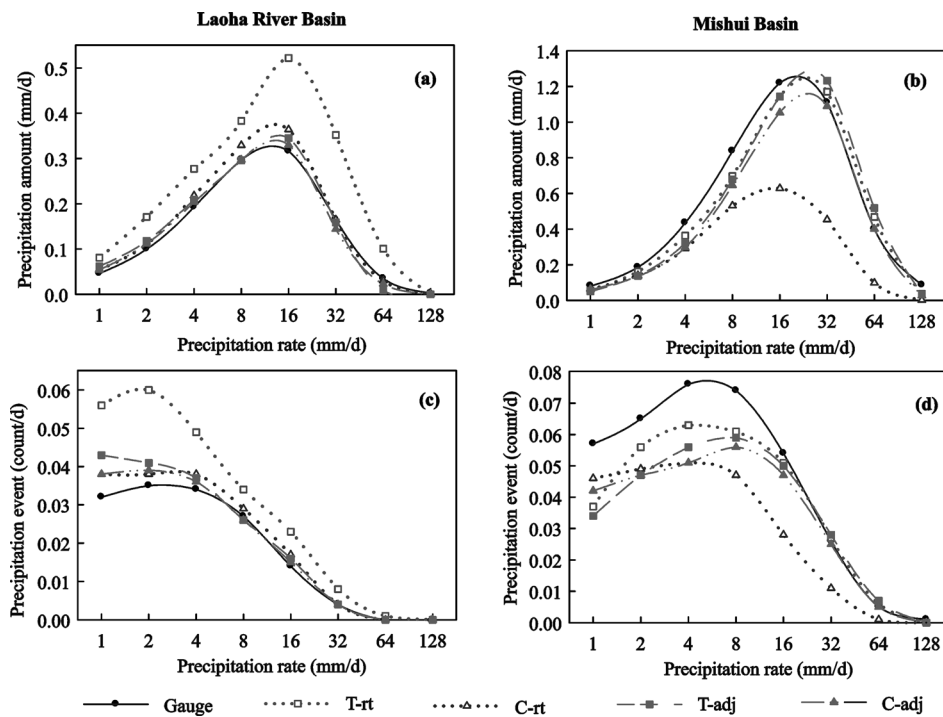 Laoha River Basin
Mishui Basin
(a)
Precipitation amount (mm/d)
0.5
0.4
0.3
0.2
0.1
0.0
1 2 4 8 16 32 64 128
Precipitation rate (mm/d)
(b)
Precipitation amount (mm/d)
1.4
1.2
1.0
0.8
0.6
0.4
0.2
0.0
1 2 4 8 16 32 64 128
Precipitation rate (mm/d)
(c)
Precipitation event (count/d)
0.06
0.05
0.04
0.03
0.02
0.01
0.00
1 2 4 8 16 32 64 128
Precipitation rate (mm/d)
(d)
Precipitation event (count/d)
0.08
0.07
0.06
0.05
0.04
0.03
0.02
0.01
0.00
1 2 4 8 16 32 64 128
Precipitation rate (mm/d)
Gauge T-rt C-rt T-adj C-adj